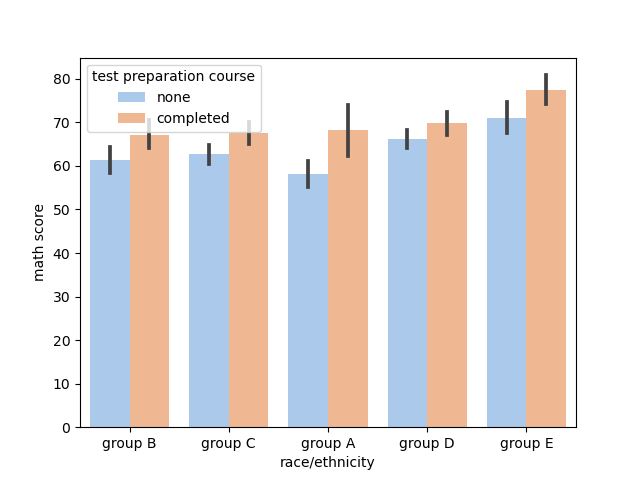 test preparation course
none
completed
80
70
60
50
40
30
20
10
0
math score
group B group C group A group D group E
race/ethnicity